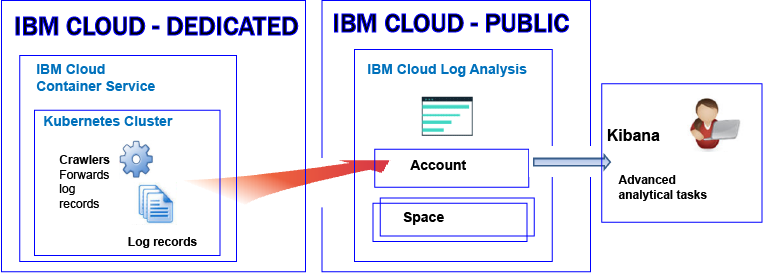 IBM CLOUD - DEDICATED
IBM Cloud
Container Service
Kubernetes Cluster
Crawlers
Forwards
log
records
Log records
IBM CLOUD - PUBLIC
IBM Cloud Log Analysis
Account
Space
Kibana
Advanced
analytical tasks